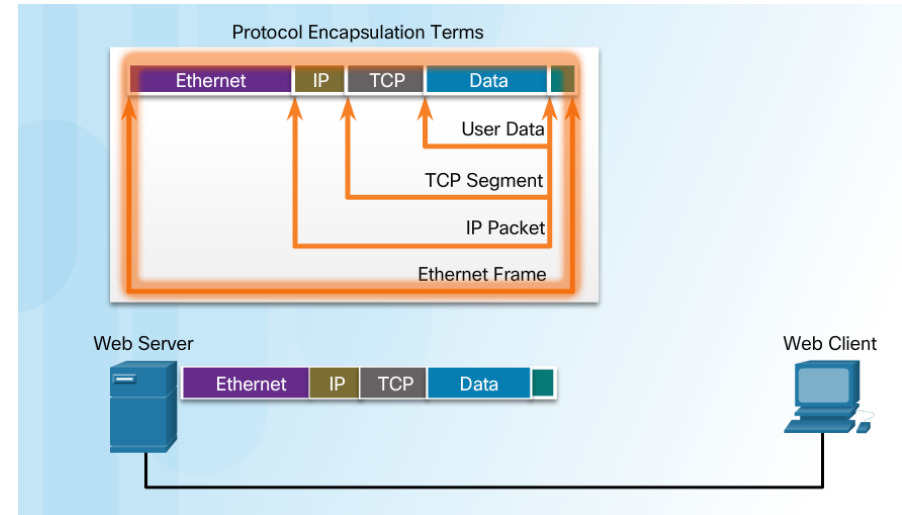 Protocol Encapsulation Terms
Ethernet IP TCP Data
User Data
TCP Segment
IP Packet
Ethernet Frame
Web Server
Web Client
Ethernet IP TCP Data